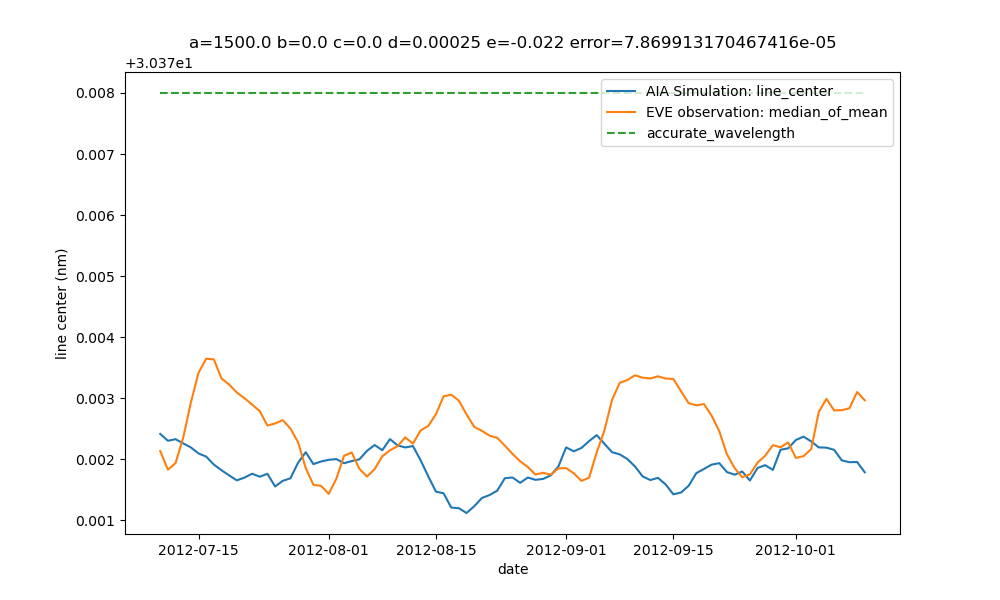 a=1500.0 b=0.0 c=0.0 d=0.00025 e=-0.022 error=7.869913170467416e-05
+3.037e1
0.008
0.007
0.006
0.005
0.004
0.003
0.002
0.001
line center (nm)
AIA Simulation: line_center
EVE observation: median_of_mean
accurate_wavelength
2012-07-15 2012-08-01 2012-08-15 2012-09-01 2012-09-15 2012-10-01
date